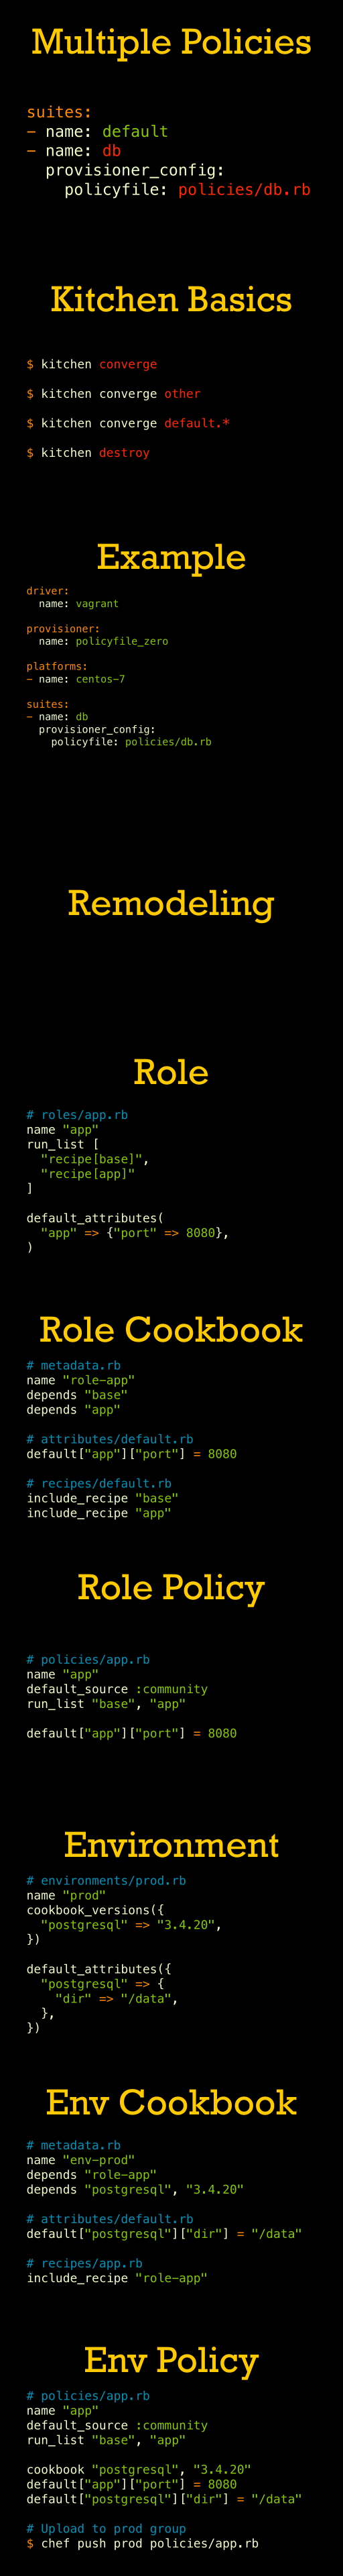 Multiple Policies
suites:
- name: default
- name: db
  provisioner_config:
    policyfile: policies/db.rb
Kitchen Basics
$ kitchen converge
$ kitchen converge other
$ kitchen converge default.*
$ kitchen destroy
Example
driver:
  name: vagrant
provisioner:
  name: policyfile_zero
platforms:
- name: centos-7
suites:
- name: db
  provisioner_config:
    policyfile: policies/db.rb
Remodeling
Role
# roles/app.rb
name "app"
run_list [
  "recipe[base]",
  "recipe[app]"
]
default_attributes(
  "app" => {"port" => 8080},
)
Role Cookbook
# metadata.rb
name "role-app"
depends "base"
depends "app"
# attributes/default.rb
default["app"]["port"] = 8080
# recipes/default.rb
include_recipe "base"
include_recipe "app"
Role Policy
# policies/app.rb
name "app"
default_source :community
run_list "base", "app"
default["app"]["port"] = 8080
Environment
# environments/prod.rb
name "prod"
cookbook_versions({
  "postgresql" => "3.4.20",
})
default_attributes({
  "postgresql" => {
    "dir" => "/data",
  },
})
Env Cookbook
# metadata.rb
name "env-prod"
depends "role-app"
depends "postgresql", "3.4.20"
# attributes/default.rb
default["postgresql"]["dir"] = "/data"
# recipes/app.rb
include_recipe "role-app"
Env Policy
# policies/app.rb
name "app"
default_source :community
run_list "base", "app"
cookbook "postgresql", "3.4.20"
default["app"]["port"] = 8080
default["postgresql"]["dir"] = "/data"
# Upload to prod group
$ chef push prod policies/app.rb